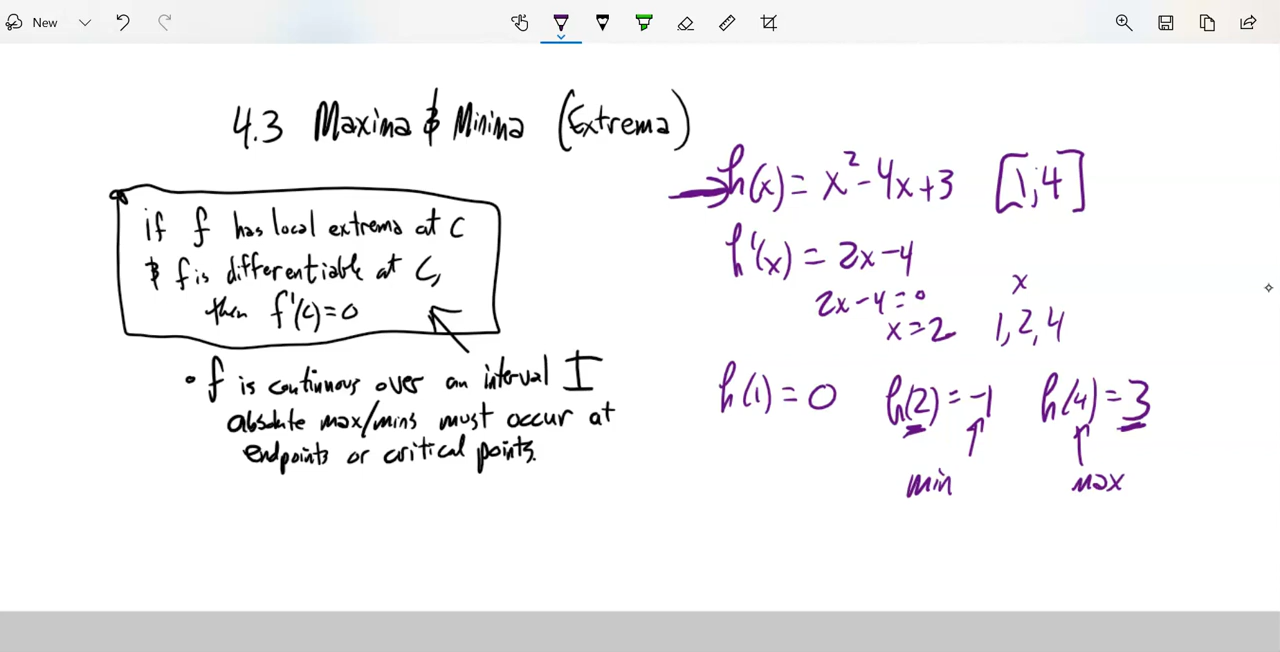 New
4.3 Maxima & Minima (Extrema)
if f has local extrema at C
& f is differentiable at C,
then f'(c)=0
• f is continuous over an interval I
absolute max/mins must occur at
endpoints or critical points.
h(x) = x²-4x+3 [1,4]
h'(x) = 2x-4
2x-4=0
x=2
x
1, 2, 4
h(1) = 0 h(2) = -1 h(4) = 3
min max